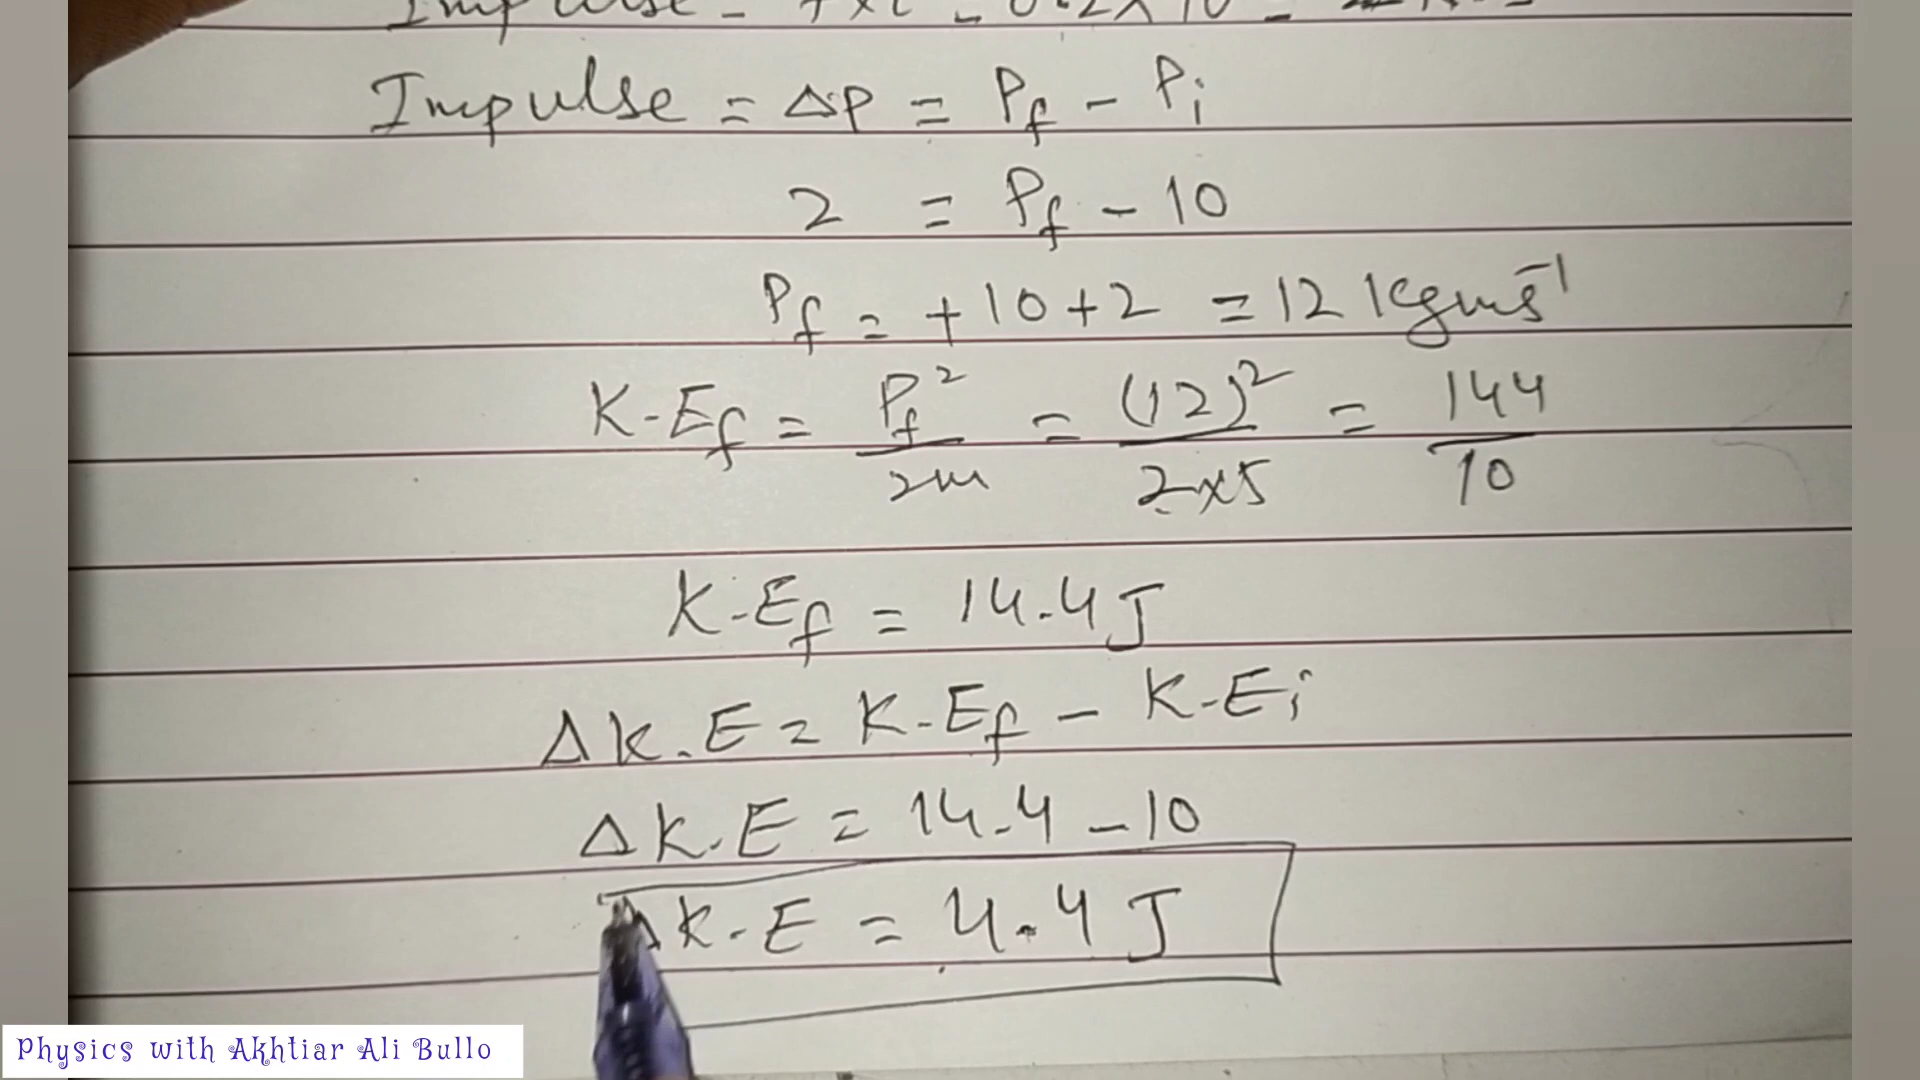 Impulse = ΔP = Pf - Pi
2 = Pf - 10
Pf = +10+2 = 12 kgms⁻¹
K-Ef = Pf²/2m = (12)²/2×5 = 144/10
K-Ef = 14.4J
ΔK.E = K-Ef - K-Ei
ΔK.E = 14.4 - 10
ΔK-E = 4.4 J
Physics with Akhtiar Ali Bullo